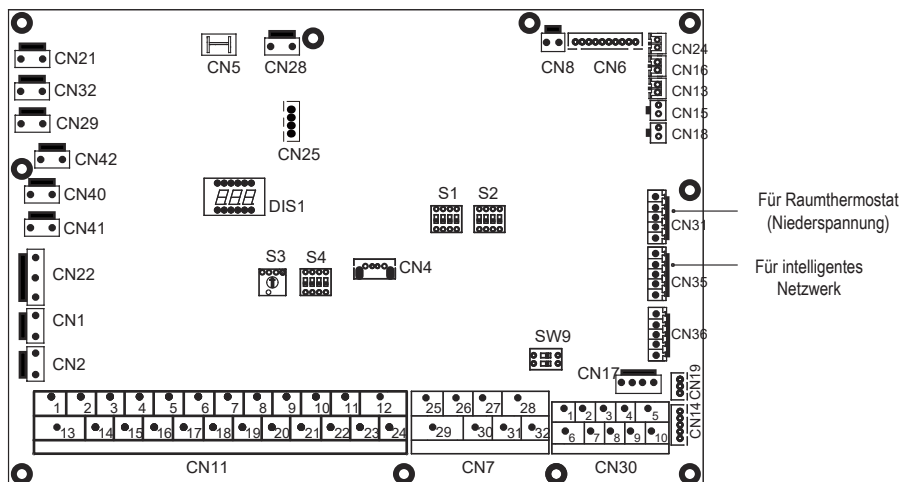 CN21
CN32
CN29
CN42
CN40
CN41
CN22
CN1
CN2
CN5
CN28
CN25
DIS1
S3
S4
CN4
S1
S2
CN8
CN6
CN24
CN16
CN13
CN15
CN18
CN31
Für Raumthermostat
(Niederspannung)
CN35
Für intelligentes
Netzwerk
CN36
SW9
CN17
CN19
CN14
1 2 3 4 5 6 7 8 9 10 11 12
13 14 15 16 17 18 19 20 21 22 23 24
CN11
25 26 27 28
29 30 31 32
CN7
1 2 3 4 5
6 7 8 9 10
CN30